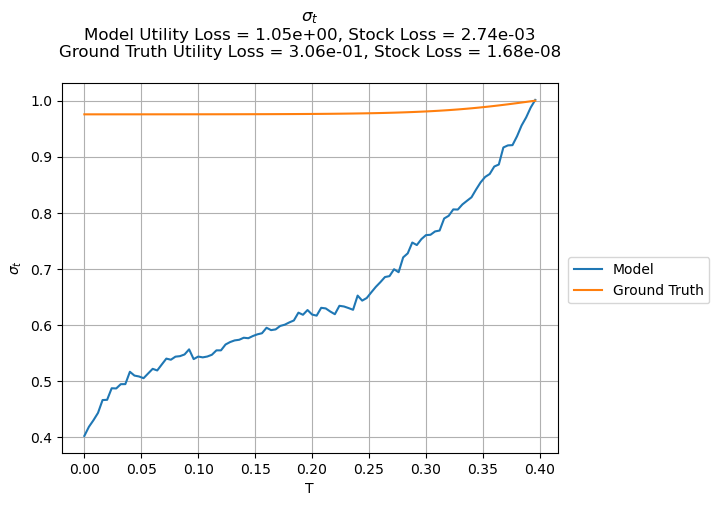 σt
Model Utility Loss = 1.05e+00, Stock Loss = 2.74e-03
Ground Truth Utility Loss = 3.06e-01, Stock Loss = 1.68e-08
1.0
0.9
0.8
0.7
0.6
0.5
0.4
σt
0.00 0.05 0.10 0.15 0.20 0.25 0.30 0.35 0.40
T
Model
Ground Truth